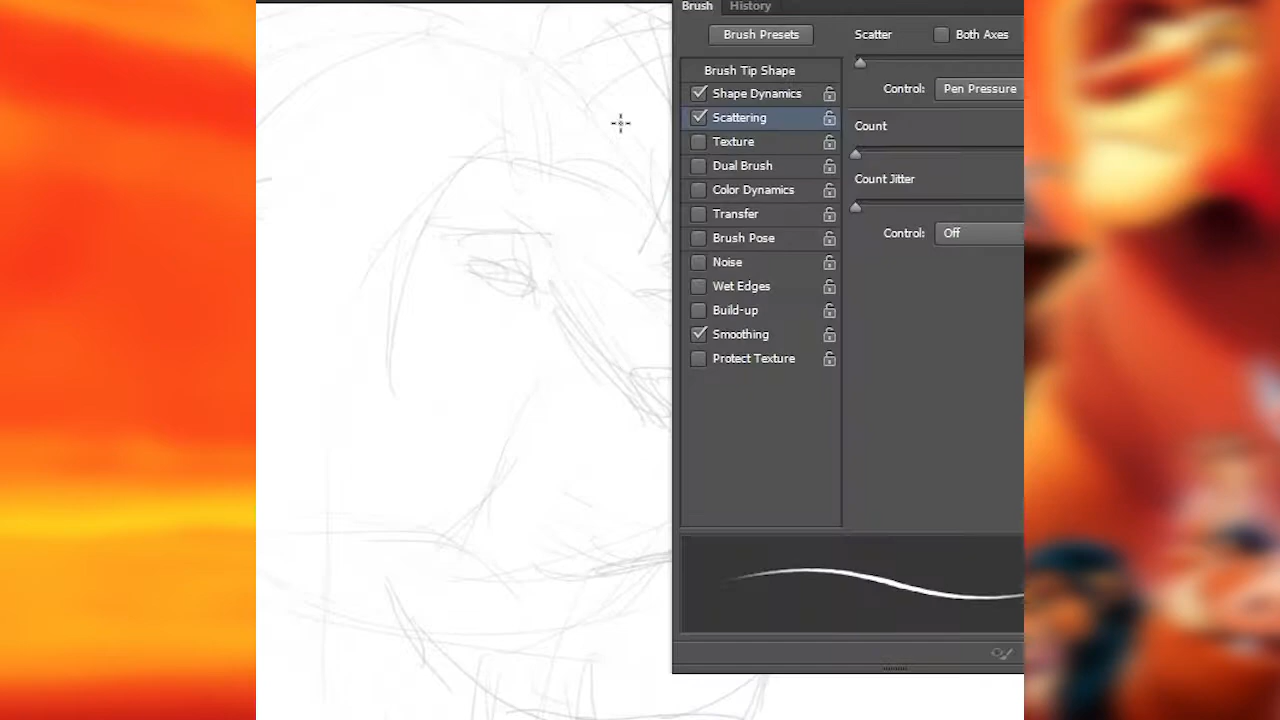 Brush History
Brush Presets
Scatter Both Axes
Brush Tip Shape
Shape Dynamics
Control: Pen Pressure
Scattering
Count
Texture
Dual Brush
Count Jitter
Color Dynamics
Transfer
Control: Off
Brush Pose
Noise
Wet Edges
Build-up
Smoothing
Protect Texture